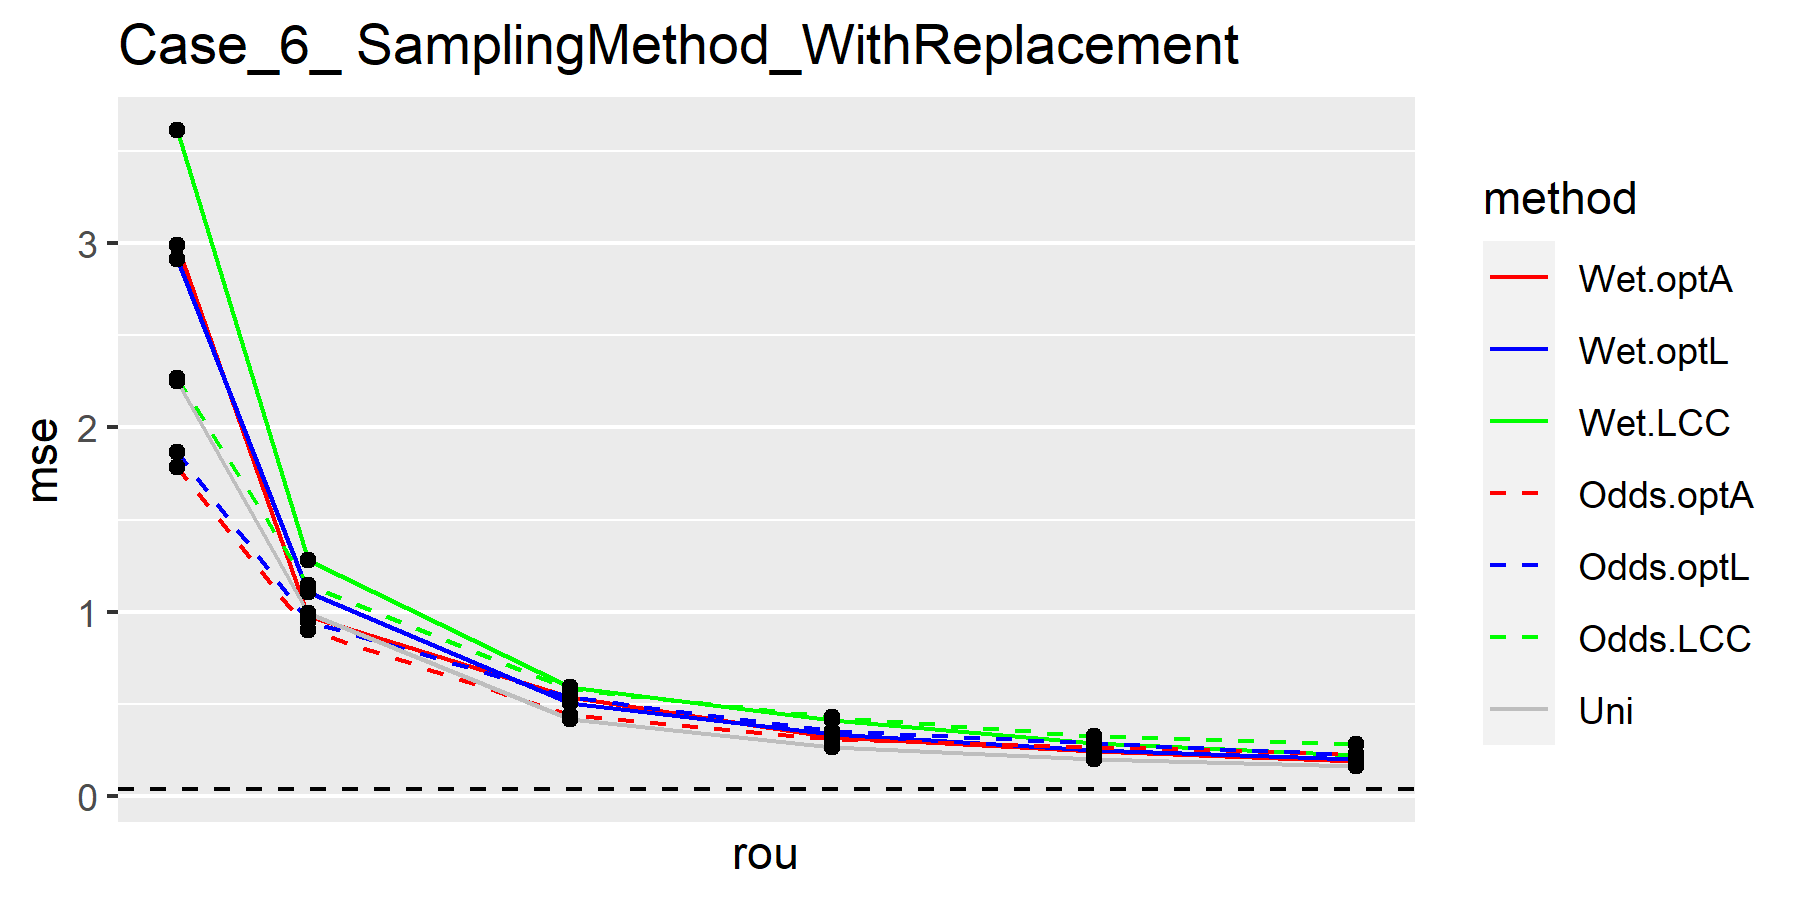 Case_6_ SamplingMethod_WithReplacement
3
2
1
0
mse
rou
method
Wet.optA
Wet.optL
Wet.LCC
Odds.optA
Odds.optL
Odds.LCC
Uni